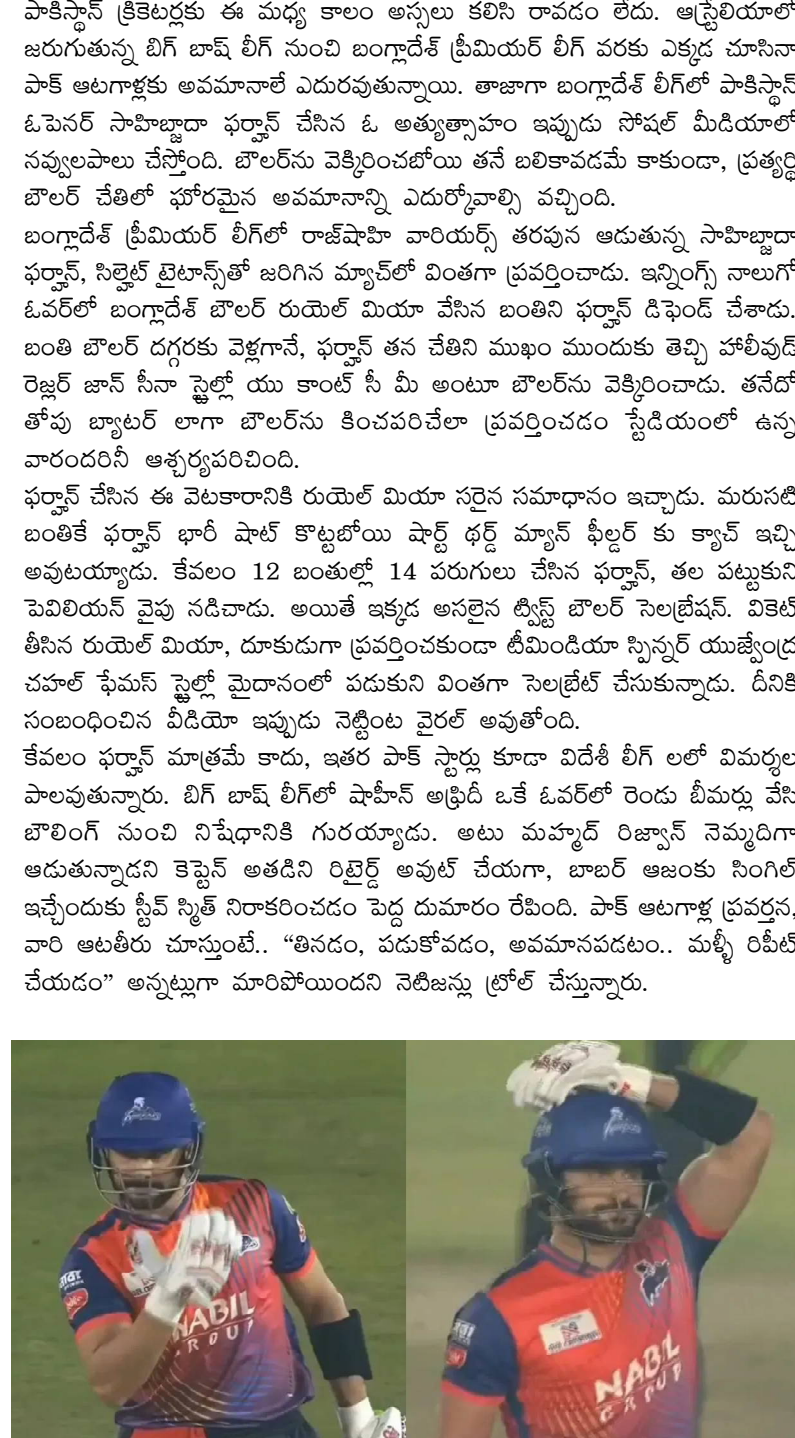 పాకిస్థాన్ క్రికెటర్లకు ఈ మధ్య కాలం అస్సలు కలిసి రావడం లేదు. ఆస్ట్రేలియాలో
జరుగుతున్న బిగ్ బాష్ లీగ్ నుంచి బంగ్లాదేశ్ ప్రీమియర్ లీగ్ వరకు ఎక్కడ చూసినా
పాక్ ఆటగాళ్లకు అవమానాలే ఎదురవుతున్నాయి. తాజాగా బంగ్లాదేశ్ లీగ్‌లో పాకిస్థాన్
ఓపెనర్ సాహిబ్జాదా ఫర్హాన్ చేసిన ఓ అత్యుత్సాహం ఇప్పుడు సోషల్ మీడియాలో
నవ్వులపాలు చేస్తోంది. బౌలర్‌ను వెక్కిరించబోయి తనే బలికావడమే కాకుండా, ప్రత్యర్థి
బౌలర్ చేతిలో ఘోరమైన అవమానాన్ని ఎదుర్కోవాల్సి వచ్చింది.
బంగ్లాదేశ్ ప్రీమియర్ లీగ్‌లో రాజ్‌షాహి వారియర్స్ తరపున ఆడుతున్న సాహిబ్జాదా
ఫర్హాన్, సిల్హెట్ టైటాన్స్‌తో జరిగిన మ్యాచ్‌లో వింతగా ప్రవర్తించాడు. ఇన్నింగ్స్ నాలుగో
ఓవర్‌లో బంగ్లాదేశ్ బౌలర్ రుయెల్ మియా వేసిన బంతిని ఫర్హాన్ డిఫెండ్ చేశాడు.
బంతి బౌలర్ దగ్గరకు వెళ్లగానే, ఫర్హాన్ తన చేతిని ముఖం ముందుకు తెచ్చి హాలీవుడ్
రెజ్లర్ జాన్ సీనా స్టైల్లో యు కాంట్ సీ మీ అంటూ బౌలర్‌ను వెక్కిరించాడు. తనేదో
తోపు బ్యాటర్ లాగా బౌలర్‌ను కించపరిచేలా ప్రవర్తించడం స్టేడియంలో ఉన్న
వారందరినీ ఆశ్చర్యపరిచింది.
ఫర్హాన్ చేసిన ఈ వెటకారానికి రుయెల్ మియా సరైన సమాధానం ఇచ్చాడు. మరుసటి
బంతికే ఫర్హాన్ భారీ షాట్ కొట్టబోయి షార్ట్ థర్డ్ మ్యాన్ ఫీల్డర్ కు క్యాచ్ ఇచ్చి
అవుటయ్యాడు. కేవలం 12 బంతుల్లో 14 పరుగులు చేసిన ఫర్హాన్, తల పట్టుకుని
పెవిలియన్ వైపు నడిచాడు. అయితే ఇక్కడ అసలైన ట్విస్ట్ బౌలర్ సెలబ్రేషన్. వికెట్
తీసిన రుయెల్ మియా, దూకుడుగా ప్రవర్తించకుండా టీమిండియా స్పిన్నర్ యుజ్వేంద్ర
చహల్ ఫేమస్ స్టైల్లో మైదానంలో పడుకుని వింతగా సెలబ్రేట్ చేసుకున్నాడు. దీనికి
సంబంధించిన వీడియో ఇప్పుడు నెట్టింట వైరల్ అవుతోంది.
కేవలం ఫర్హాన్ మాత్రమే కాదు, ఇతర పాక్ స్టార్లు కూడా విదేశీ లీగ్ లలో విమర్శల
పాలవుతున్నారు. బిగ్ బాష్ లీగ్‌లో షాహీన్ అఫ్రిదీ ఒకే ఓవర్‌లో రెండు బీమర్లు వేసి
బౌలింగ్ నుంచి నిషేధానికి గురయ్యాడు. అటు మహ్మద్ రిజ్వాన్ నెమ్మదిగా
ఆడుతున్నాడని కెప్టెన్ అతడిని రిటైర్డ్ అవుట్ చేయగా, బాబర్ ఆజంకు సింగిల్
ఇచ్చేందుకు స్టీవ్ స్మిత్ నిరాకరించడం పెద్ద దుమారం రేపింది. పాక్ ఆటగాళ్ల ప్రవర్తన,
వారి ఆటతీరు చూస్తుంటే.. “తినడం, పడుకోవడం, అవమానపడటం.. మళ్ళీ రిపీట్
చేయడం” అన్నట్లుగా మారిపోయిందని నెటిజన్లు ట్రోల్ చేస్తున్నారు.
NABIL
GROUP
NABIL
GROUP